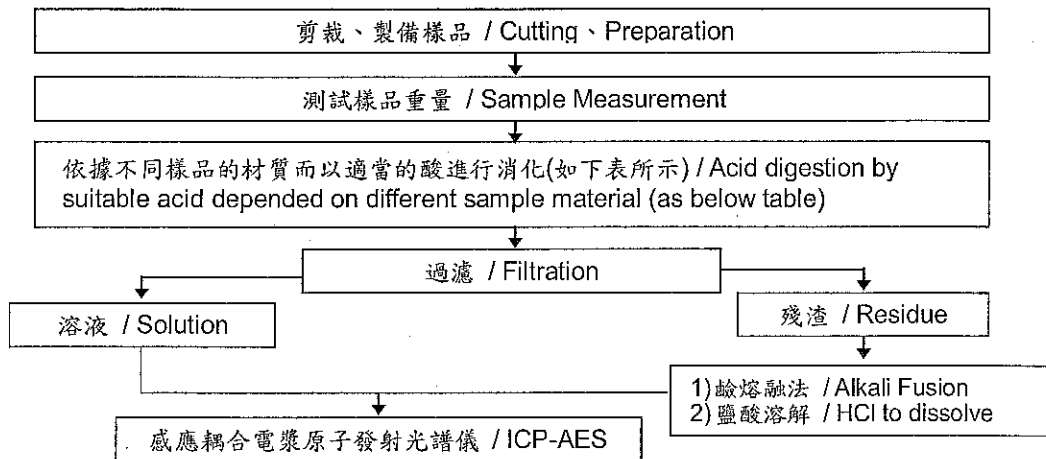 剪裁、製備樣品 / Cutting、Preparation
測試樣品重量 / Sample Measurement
依據不同樣品的材質而以適當的酸進行消化(如下表所示) / Acid digestion by
suitable acid depended on different sample material (as below table)
過濾 / Filtration
溶液 / Solution
殘渣 / Residue
1)鹼熔融法 / Alkali Fusion
2)鹽酸溶解 / HCl to dissolve
感應耦合電漿原子發射光譜儀 / ICP-AES